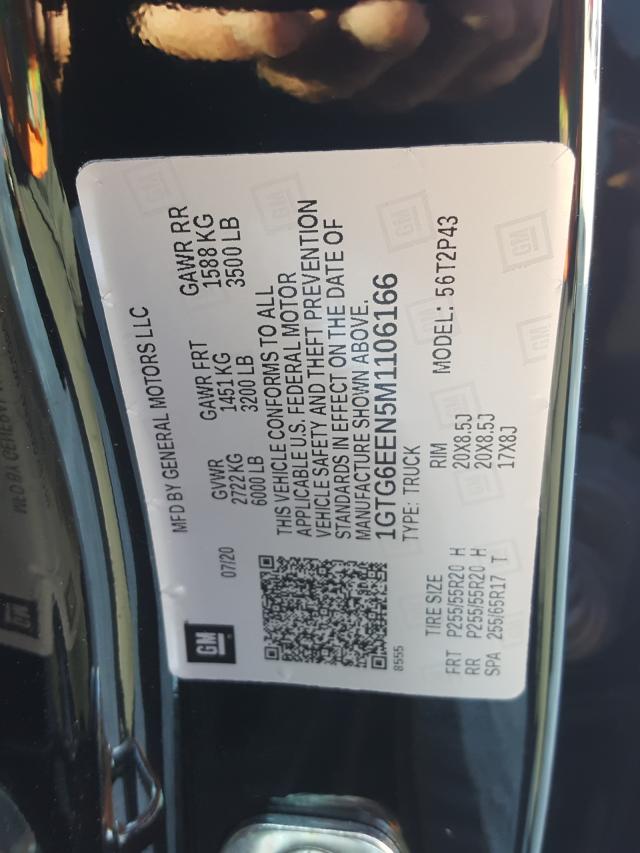 GM
MFD BY GENERAL MOTORS LLC
07/20
GVWR GAWR FRT GAWR RR
2722 KG 1451 KG 1588 KG
6000 LB 3200 LB 3500 LB
THIS VEHICLE CONFORMS TO ALL
APPLICABLE U.S. FEDERAL MOTOR
VEHICLE SAFETY AND THEFT PREVENTION
STANDARDS IN EFFECT ON THE DATE OF
MANUFACTURE SHOWN ABOVE.
1GTG6EEN5M1106166
8555
TYPE: TRUCK MODEL: 56T2P43
TIRE SIZE RIM
FRT P255/55R20 H 20X8.5J
RR P255/55R20 H 20X8.5J
SPA 255/65R17 T 17X8J